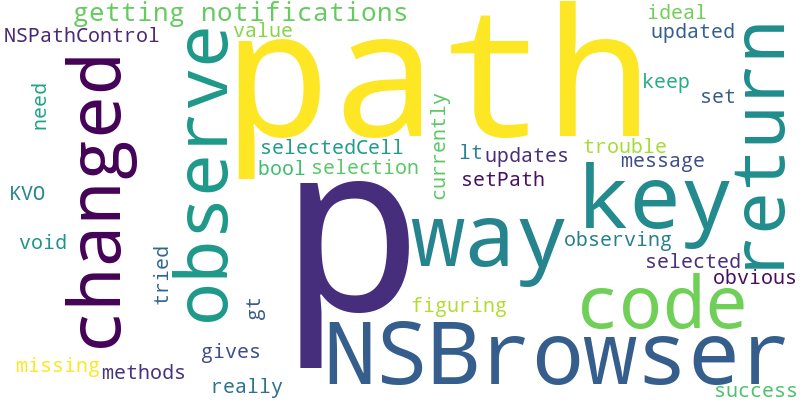 getting notifications
path
ideal
NSPathControl
value
updated
return
changed
observe
keep
need
set
currently
selectedCell
lt
updates
trouble
bool
selection
message
p
setPath
key
KVO
way
void
observing
tried
selected
obvious
gt
figuring
code
NSBrowser
gives
missing
methods
really
success